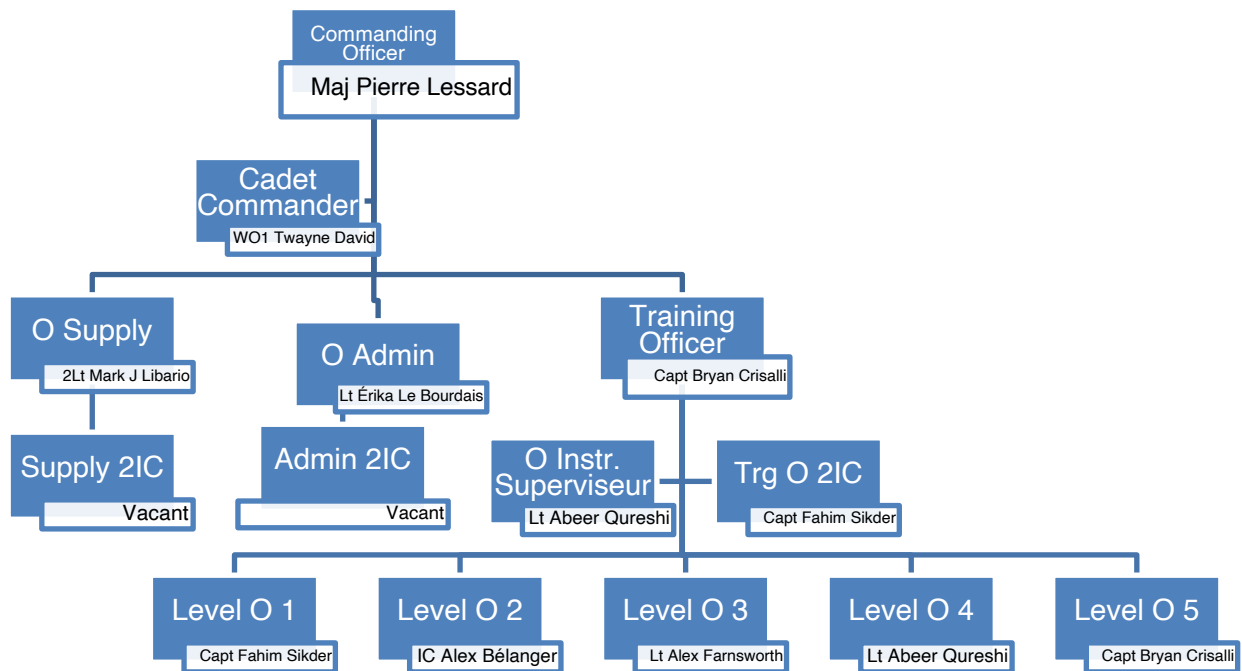 Commanding
Officer
Maj Pierre Lessard
Cadet
Commander
WO1 Twayne David
O Supply
2Lt Mark J Libario
O Admin
Lt Érika Le Bourdais
Training
Officer
Capt Bryan Crisalli
Supply 2IC
Vacant
Admin 2IC
Vacant
O Instr.
Superviseur
Lt Abeer Qureshi
Trg O 2IC
Capt Fahim Sikder
Level O 1
Capt Fahim Sikder
Level O 2
IC Alex Bélanger
Level O 3
Lt Alex Farnsworth
Level O 4
Lt Abeer Qureshi
Level O 5
Capt Bryan Crisalli